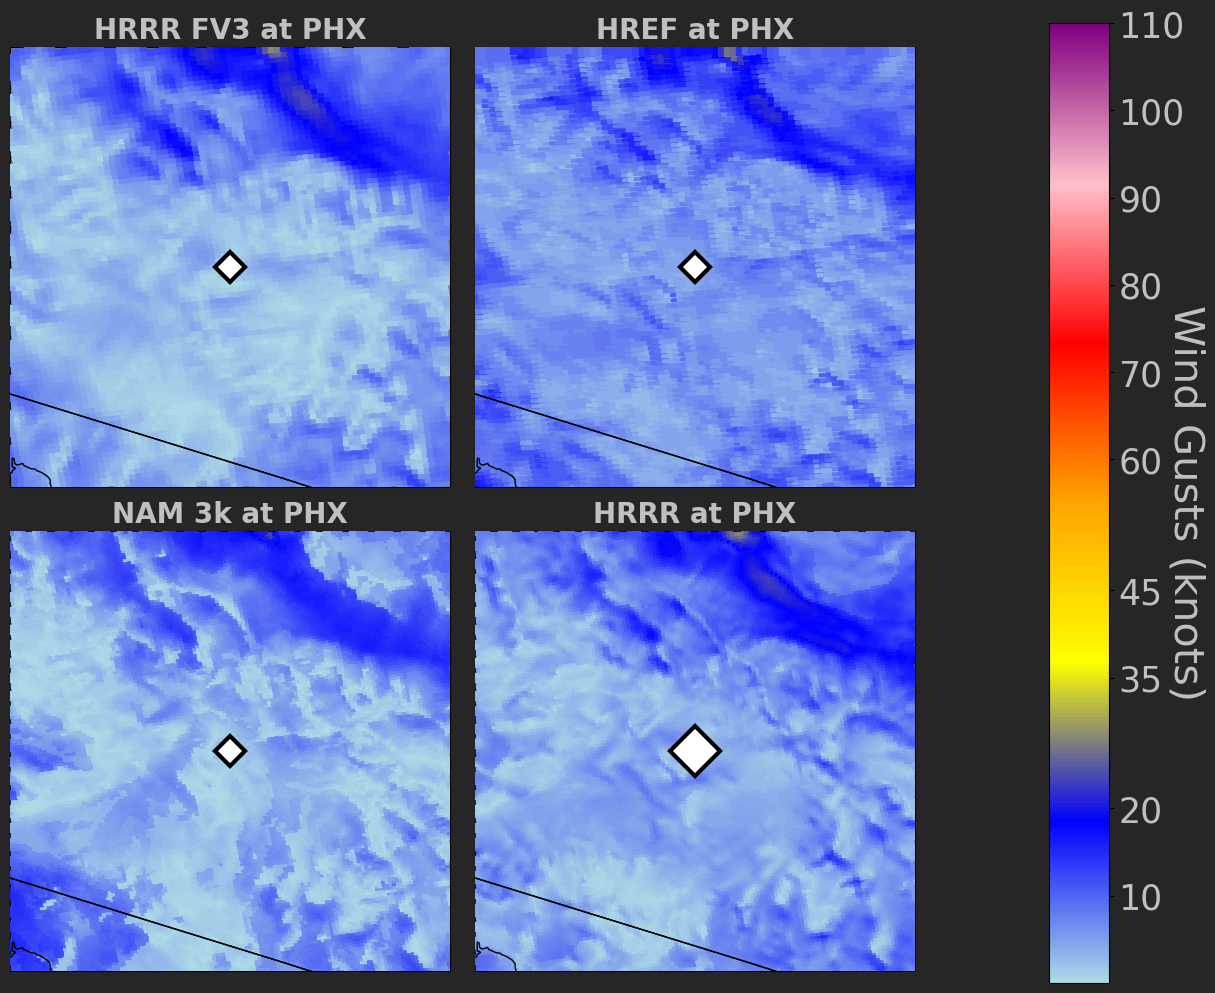 HRRR FV3 at PHX
HREF at PHX
NAM 3k at PHX
HRRR at PHX
110
100
90
80
70
60
45
35
20
10
Wind Gusts (knots)